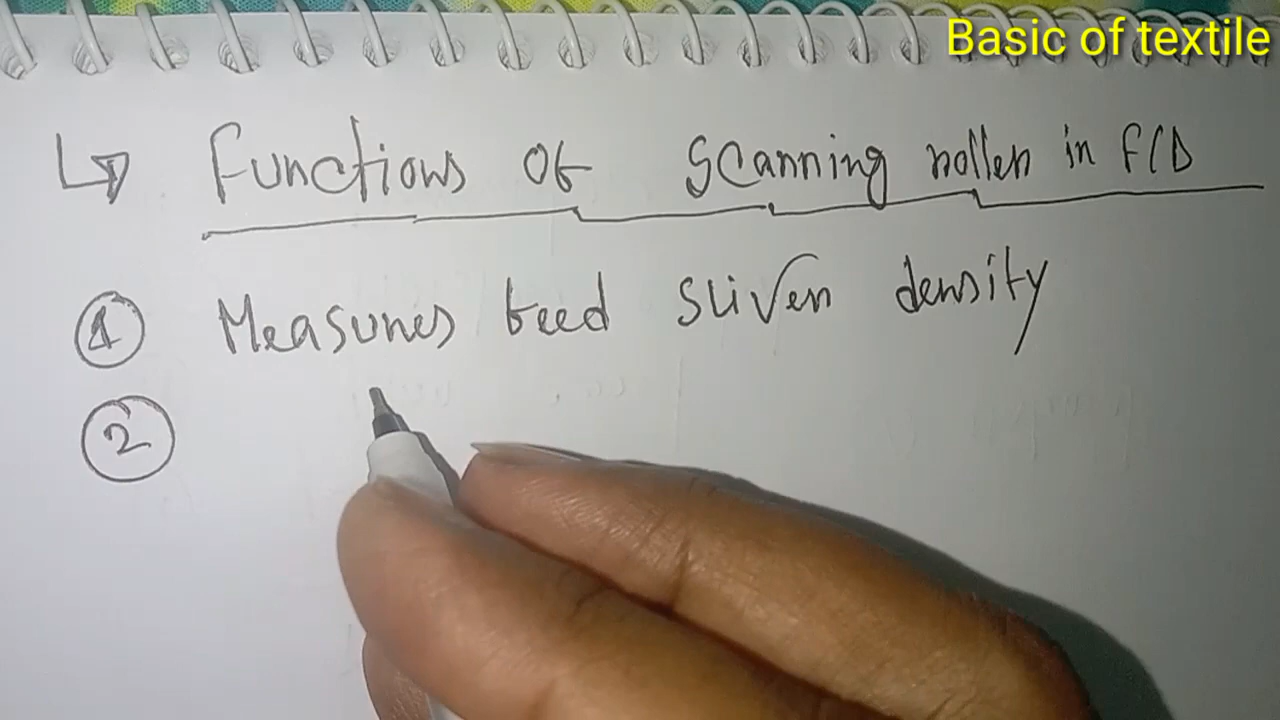 Basic of textile
Functions of Scanning roller in F/D
① Measures feed sliver density
②